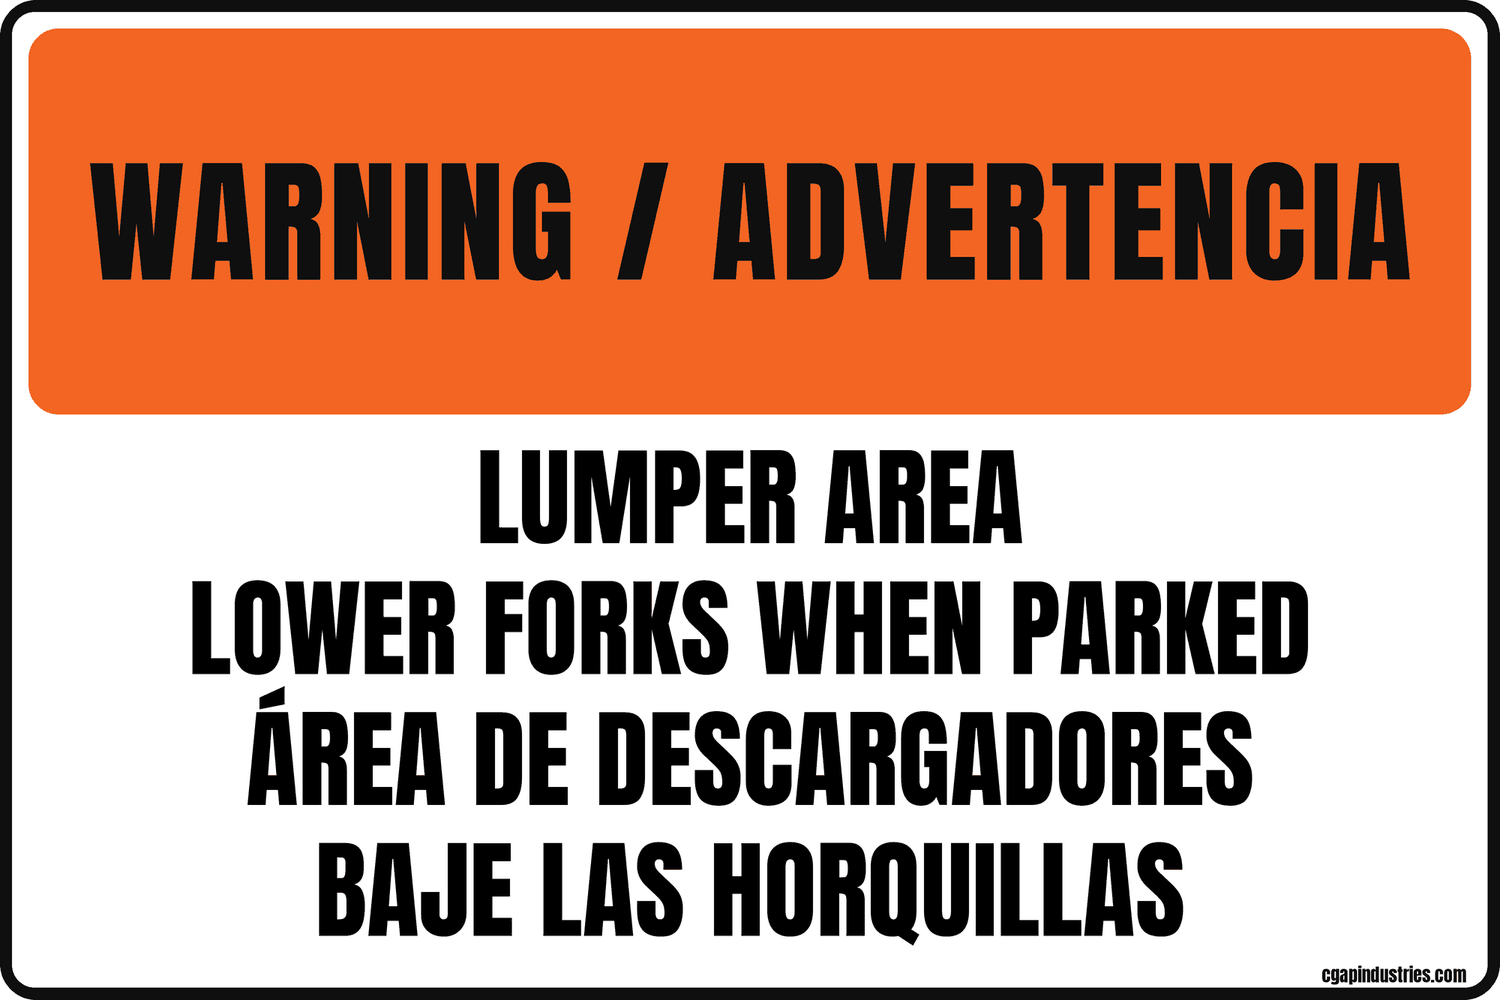 WARNING / ADVERTENCIA
LUMPER AREA
LOWER FORKS WHEN PARKED
ÁREA DE DESCARGADORES
BAJE LAS HORQUILLAS
cgapindustries.com